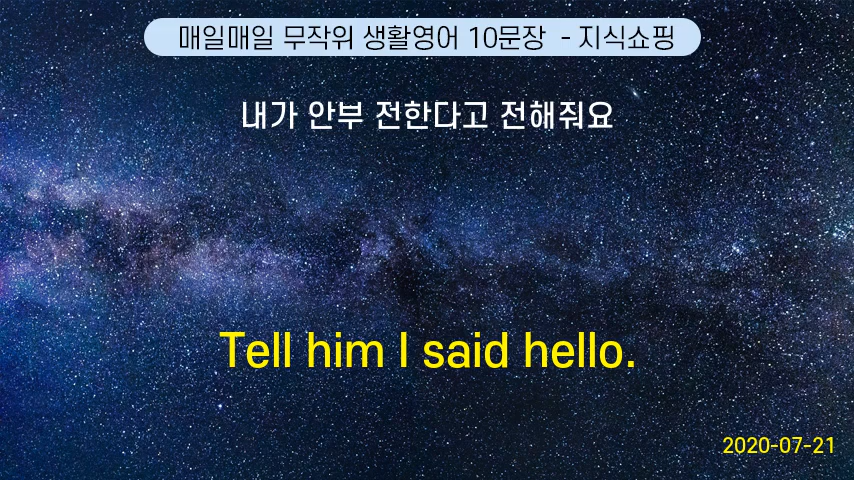 매일매일 무작위 생활영어 10문장 - 지식쇼핑
내가 안부 전한다고 전해줘요
Tell him I said hello.
2020-07-21